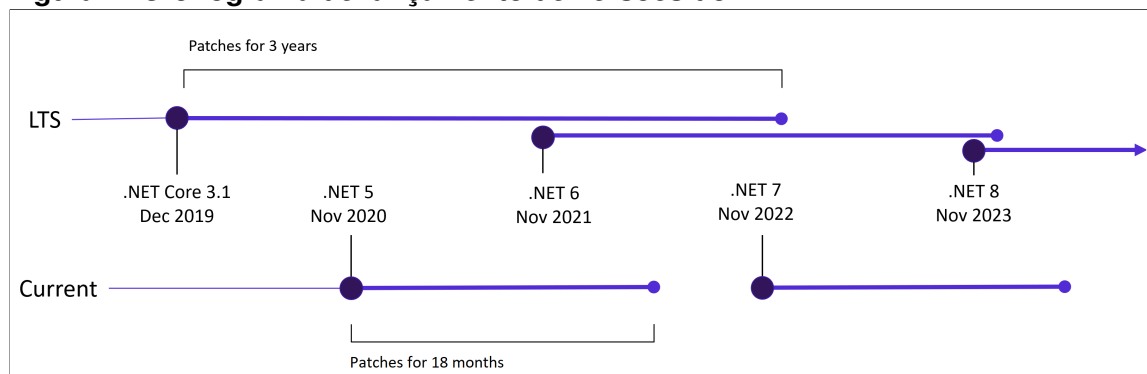 Patches for 3 years
LTS
.NET Core 3.1
Dec 2019
.NET 5
Nov 2020
.NET 6
Nov 2021
.NET 7
Nov 2022
.NET 8
Nov 2023
Current
Patches for 18 months